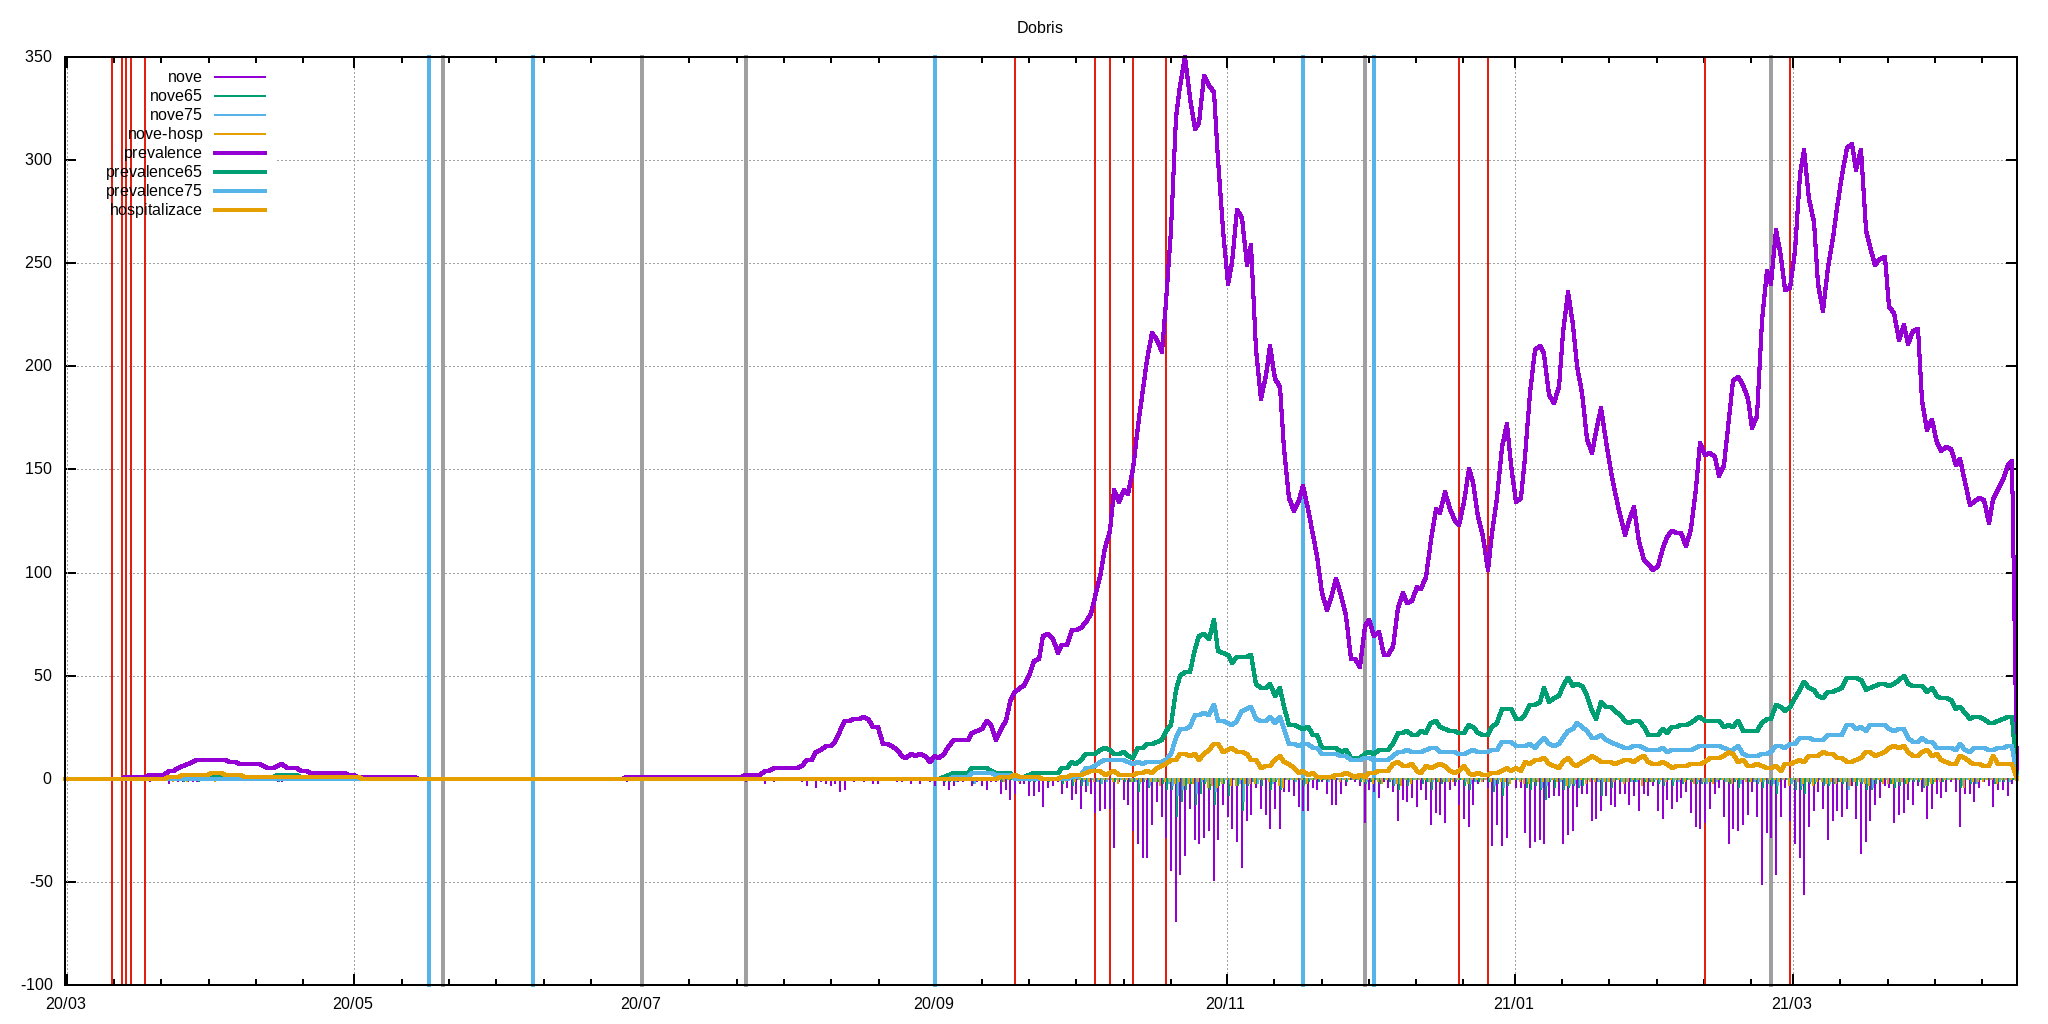 Dobris
350
300
250
200
150
100
50
0
-50
-100
nove
nove65
nove75
nove-hosp
prevalence
prevalence65
prevalence75
hospitalizace
20/03 20/05 20/07 20/09 20/11 21/01 21/03